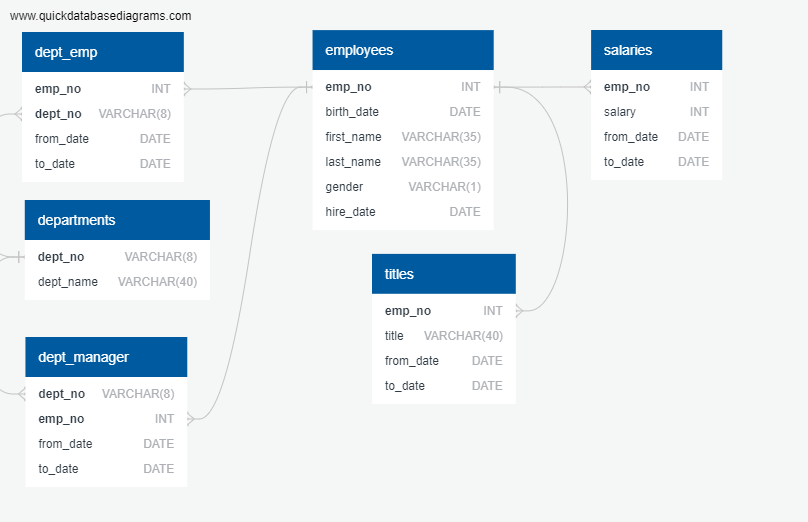 www.quickdatabasediagrams.com
dept_emp
emp_no INT
dept_no VARCHAR(8)
from_date DATE
to_date DATE
departments
dept_no VARCHAR(8)
dept_name VARCHAR(40)
dept_manager
dept_no VARCHAR(8)
emp_no INT
from_date DATE
to_date DATE
employees
emp_no INT
birth_date DATE
first_name VARCHAR(35)
last_name VARCHAR(35)
gender VARCHAR(1)
hire_date DATE
titles
emp_no INT
title VARCHAR(40)
from_date DATE
to_date DATE
salaries
emp_no INT
salary INT
from_date DATE
to_date DATE